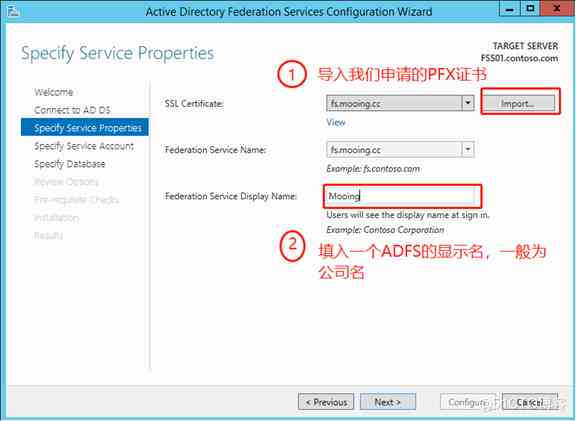 Active Directory Federation Services Configuration Wizard
Specify Service Properties
TARGET SERVER
FSS01.contoso.com
① 导入我们申请的PFX证书
Welcome
Connect to AD DS
Specify Service Properties
Specify Service Account
Specify Database
Review Options
Pre-requisite Checks
Installation
Results
SSL Certificate:
fs.mooing.cc
Import...
View
Federation Service Name:
fs.mooing.cc
Example: fs.contoso.com
Federation Service Display Name:
Mooing
Users will see the display name at sign in.
Example: Contoso Corporation
② 填入一个ADFS的显示名，一般为
公司名
< Previous
Next >
Configure
Cancel